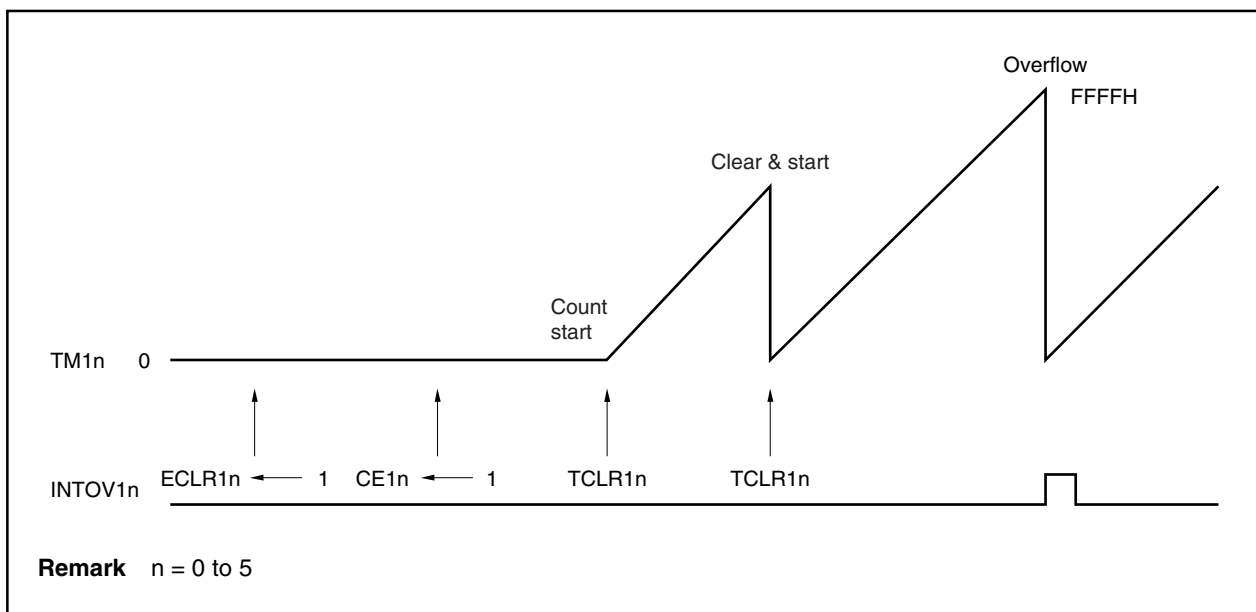 Overflow
FFFFH
Clear & start
Count
start
TM1n 0
ECLR1n ← 1 CE1n ← 1 TCLR1n TCLR1n
INTOV1n
Remark n = 0 to 5